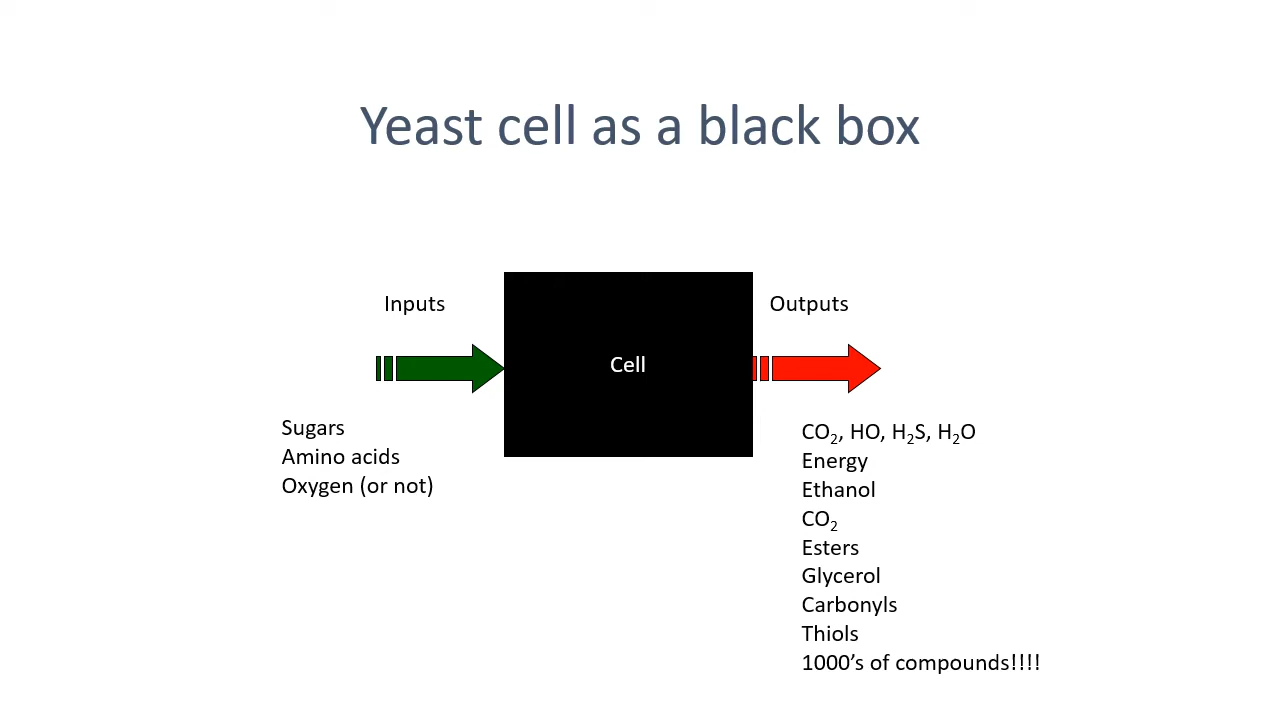 Yeast cell as a black box
Inputs
Outputs
Cell
Sugars
Amino acids
Oxygen (or not)
CO₂, HO, H₂S, H₂O
Energy
Ethanol
CO₂
Esters
Glycerol
Carbonyls
Thiols
1000’s of compounds!!!!